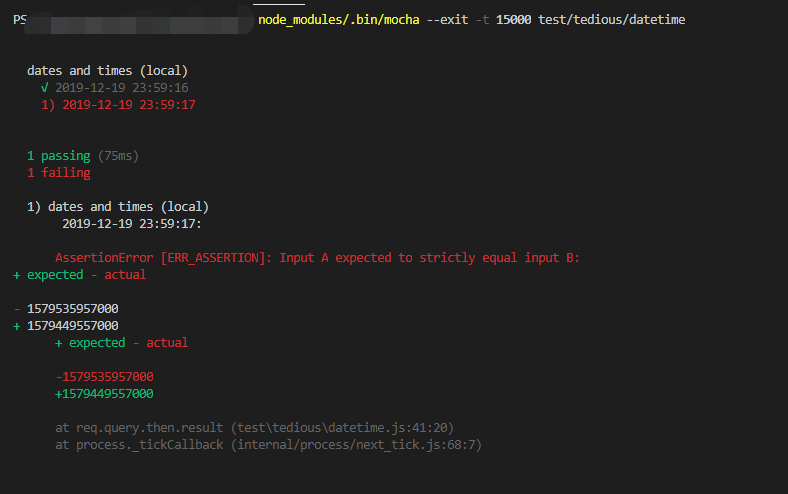 PS node_modules/.bin/mocha --exit -t 15000 test/tedious/datetime
dates and times (local)
√ 2019-12-19 23:59:16
1) 2019-12-19 23:59:17
1 passing (75ms)
1 failing
1) dates and times (local)
2019-12-19 23:59:17:
AssertionError [ERR_ASSERTION]: Input A expected to strictly equal input B:
+ expected - actual
- 1579535957000
+ 1579449557000
+ expected - actual
-1579535957000
+1579449557000
at req.query.then.result (test\tedious\datetime.js:41:20)
at process._tickCallback (internal/process/next_tick.js:68:7)